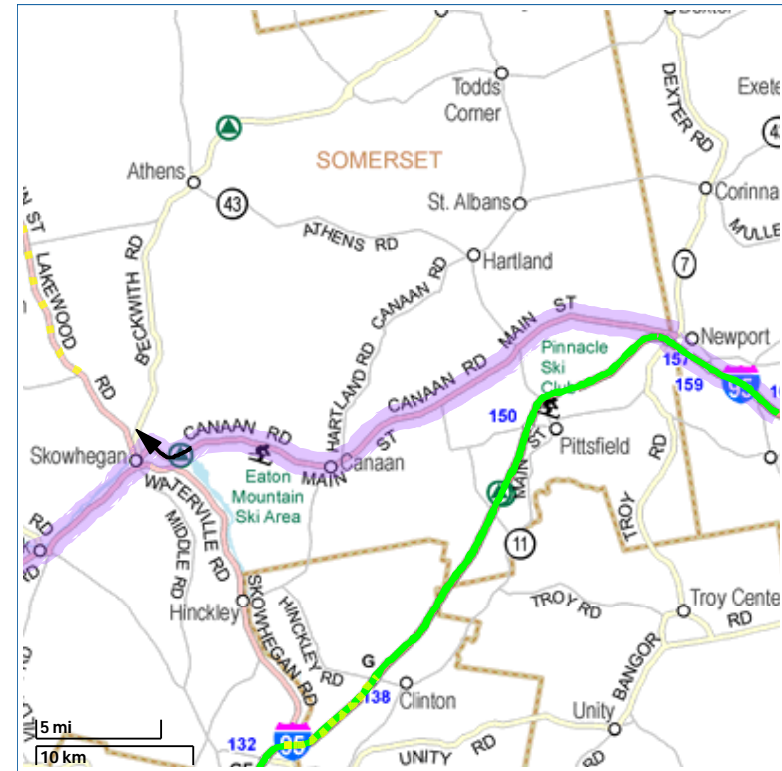 Todds
Corner
DEXTER RD
Exete
SOMERSET
Athens
43
St. Albans
Corinna
ATHENS RD
MULLE
N ST
LAKEWOOD
RD
BECKWITH RD
Hartland
CANAAN RD
7
MAIN ST
Newport
HARTLAND RD
CANAAN RD
Pinnacle
Ski
Club
157
159
95
CANAAN RD
150
ST
MAIN ST
Pittsfield
Skowhegan
Canaan
MAIN
Eaton
Mountain
Ski Area
WATERVILLE RD
MIDDLE RD
RD
TROY
RD
11
Hinckley
SKOWHEGAN RD
HINCKLEY
RD
TROY RD
Troy Cente
RD
BANGOR
G
138
Clinton
Unity
5 mi
10 km
132
95
UNITY RD
RD